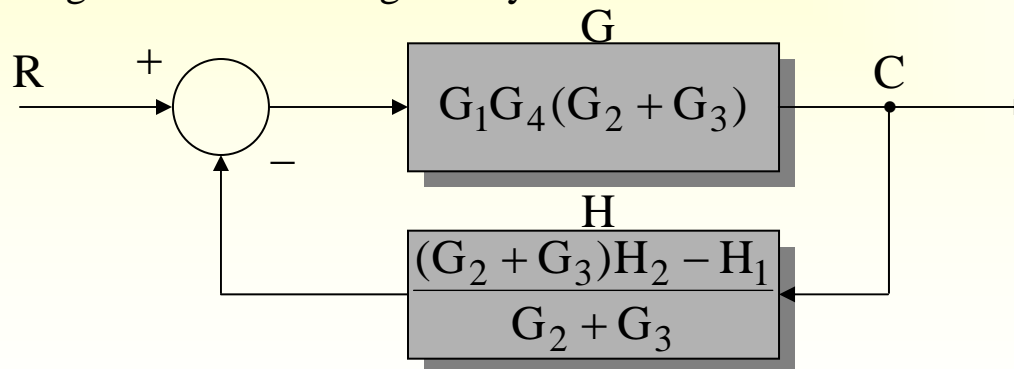 G
R + G₁G₄(G₂ + G₃) C
−
H
(G₂ + G₃)H₂ − H₁
G₂ + G₃